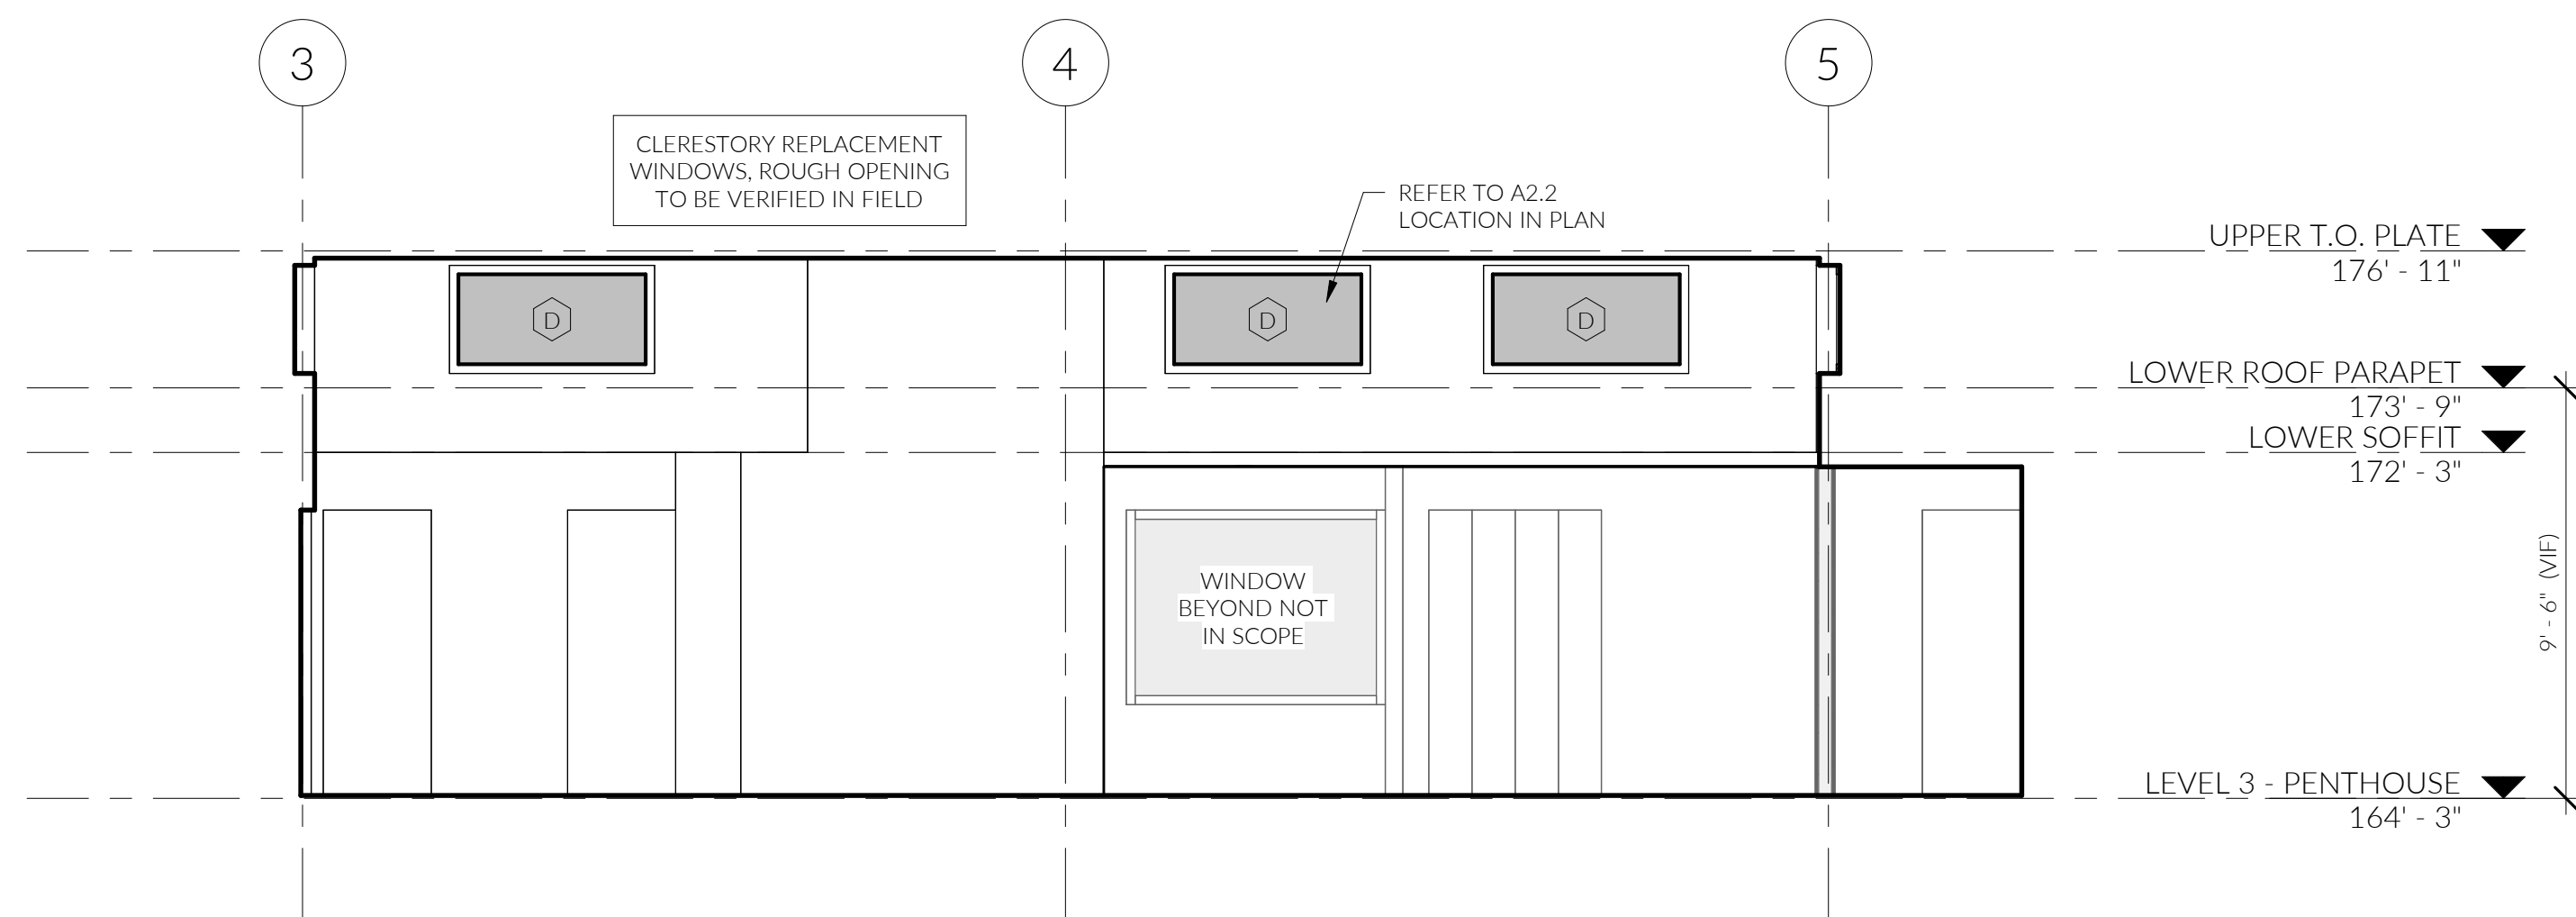 3
4
5
CLERESTORY REPLACEMENT
WINDOWS, ROUGH OPENING
TO BE VERIFIED IN FIELD
REFER TO A2.2
LOCATION IN PLAN
UPPER T.O. PLATE
176' - 11"
D
D
D
LOWER ROOF PARAPET
173' - 9"
LOWER SOFFIT
172' - 3"
WINDOW
BEYOND NOT
IN SCOPE
9' - 6" (VIF)
LEVEL 3 - PENTHOUSE
164' - 3"